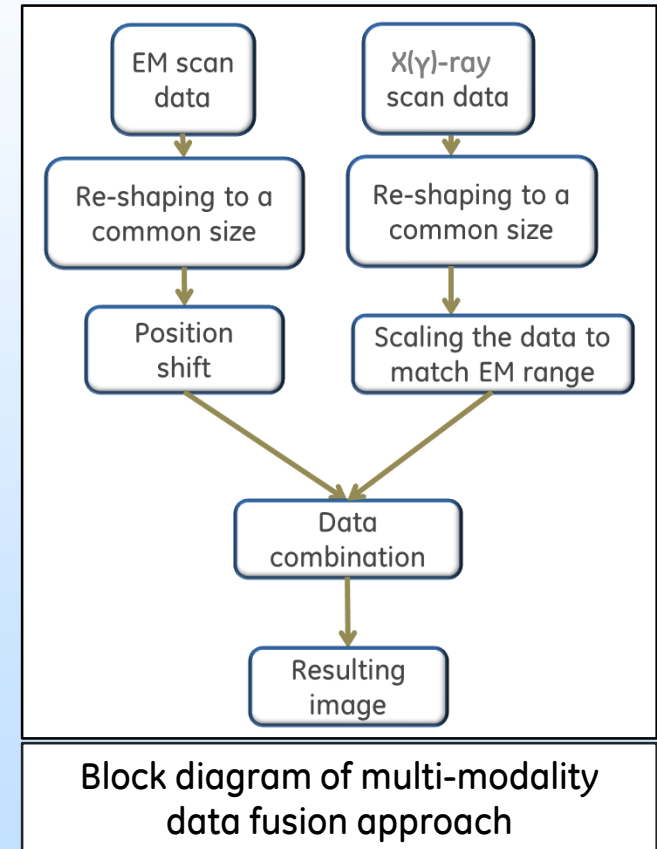 EM scan
data
X(γ)-ray
scan data
Re-shaping to a
common size
Re-shaping to a
common size
Position
shift
Scaling the data to
match EM range
Data
combination
Resulting
image
Block diagram of multi-modality
data fusion approach